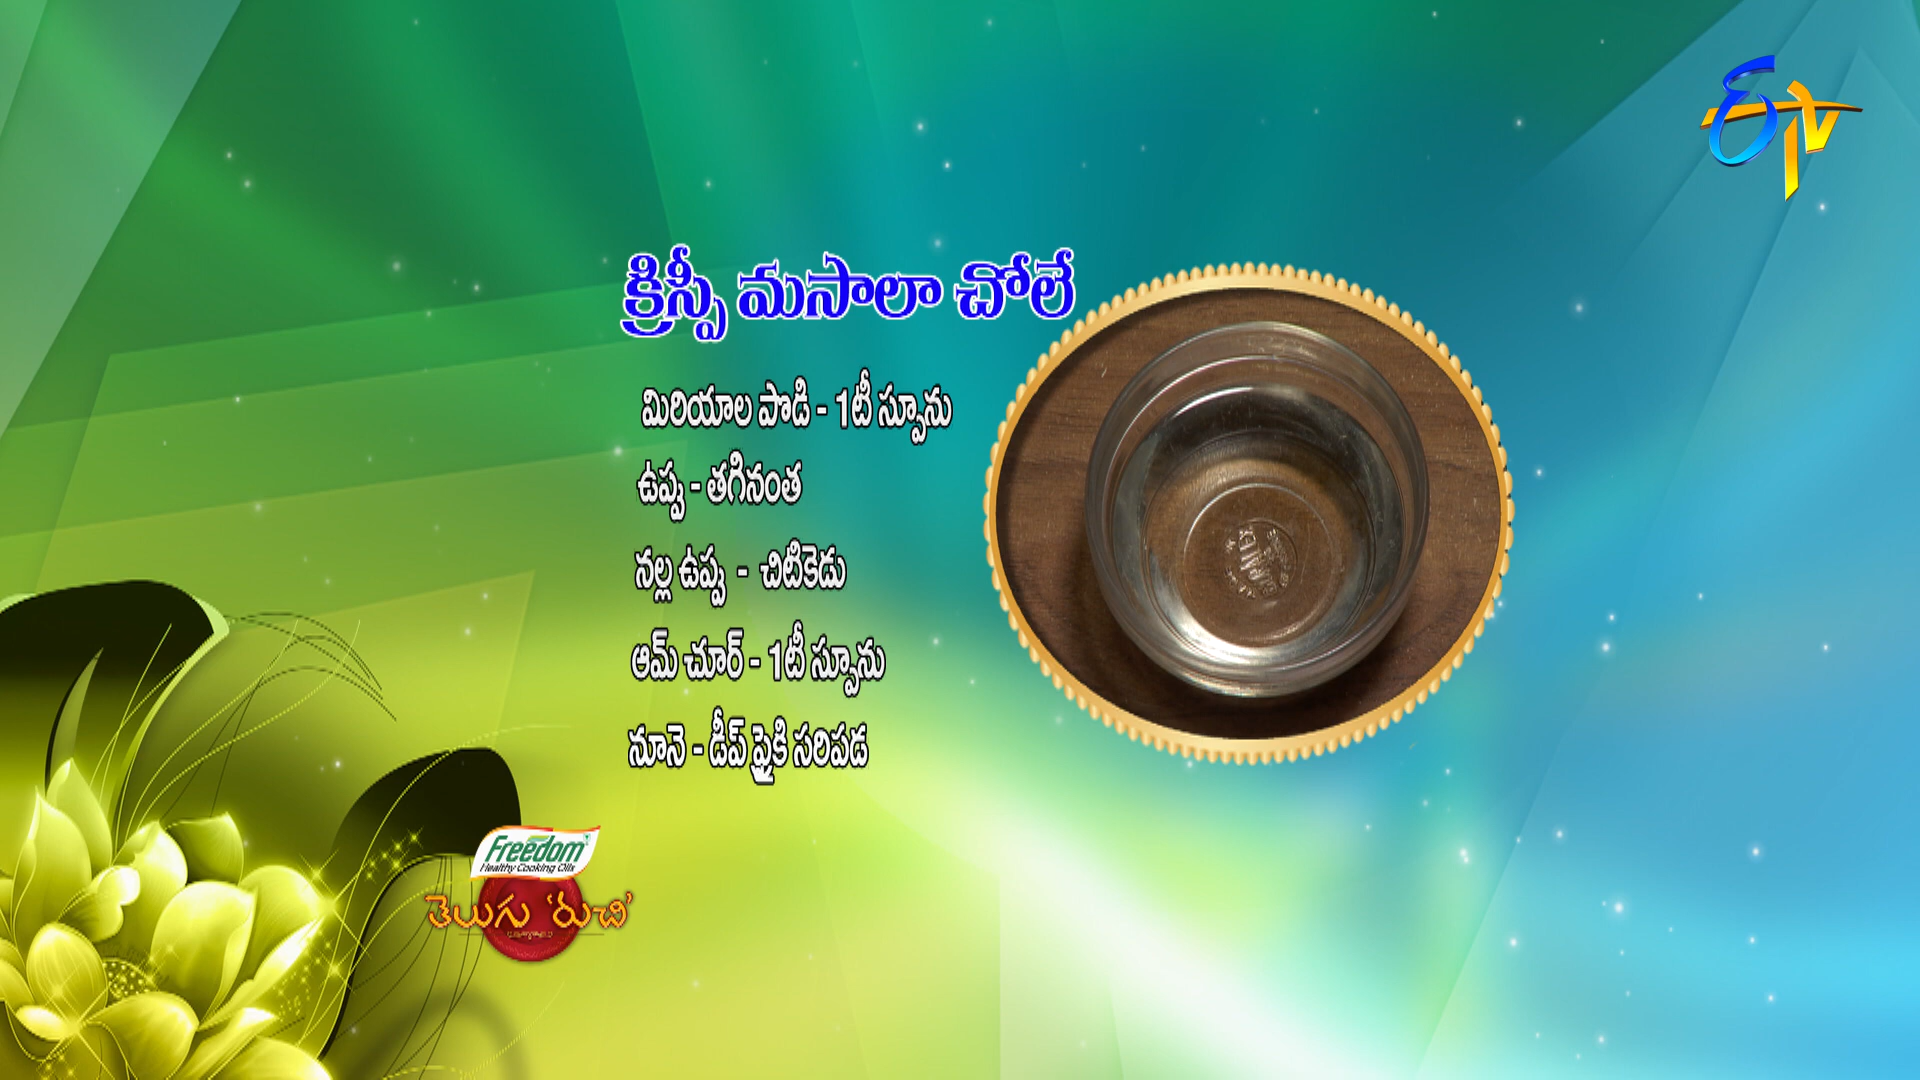 ETV
క్రిస్పీ మసాలా చోలే
మిరియాల పొడి - 1టీ స్పూను
ఉప్పు - తగినంత
నల్ల ఉప్పు - చిటికెడు
ఆమ్ చూర్ - 1టీ స్పూను
నూనె - డీప్ ఫ్రైకి సరిపడ
Freedom
Healthy Cooking Oils
తెలుగు 'రుచి'